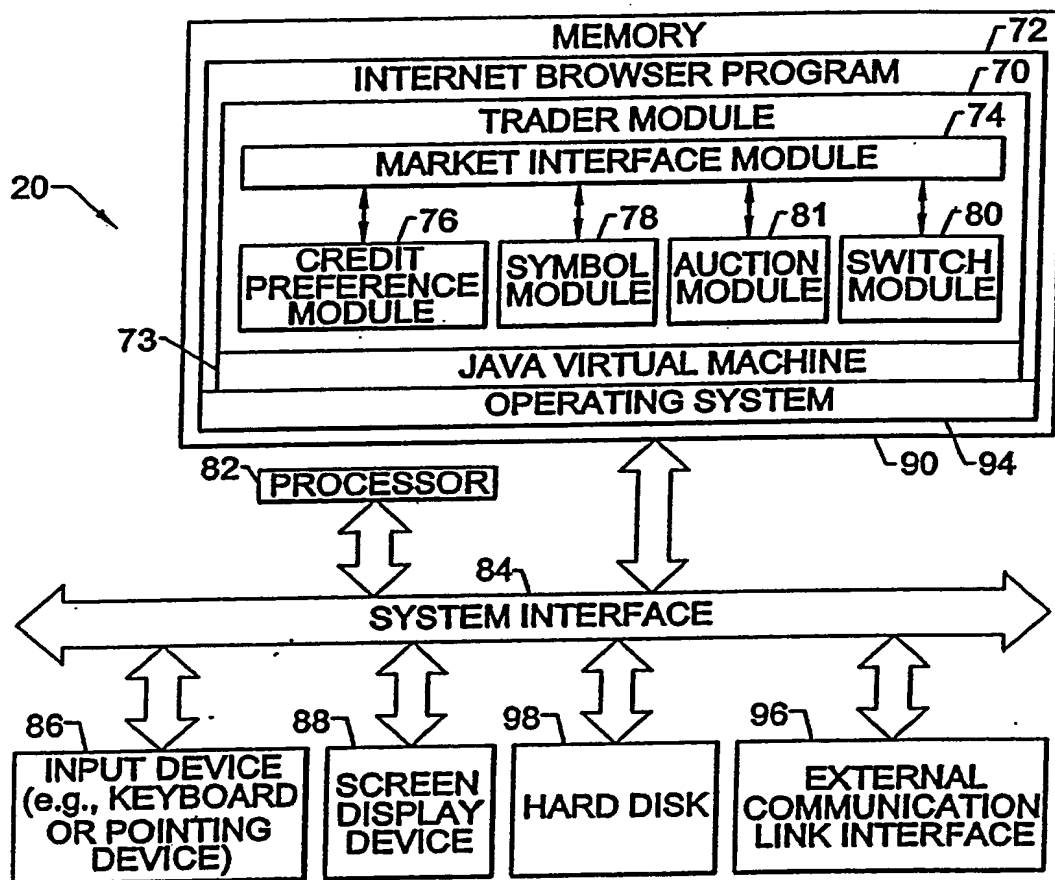 MEMORY
72
INTERNET BROWSER PROGRAM
70
TRADER MODULE
74
MARKET INTERFACE MODULE
20
76
78
81
80
CREDIT
PREFERENCE
MODULE
SYMBOL
MODULE
AUCTION
MODULE
SWITCH
MODULE
73
JAVA VIRTUAL MACHINE
OPERATING SYSTEM
90
94
82
PROCESSOR
84
SYSTEM INTERFACE
86
88
98
96
INPUT DEVICE
(e.g., KEYBOARD
OR POINTING
DEVICE)
SCREEN
DISPLAY
DEVICE
HARD DISK
EXTERNAL
COMMUNICATION
LINK INTERFACE